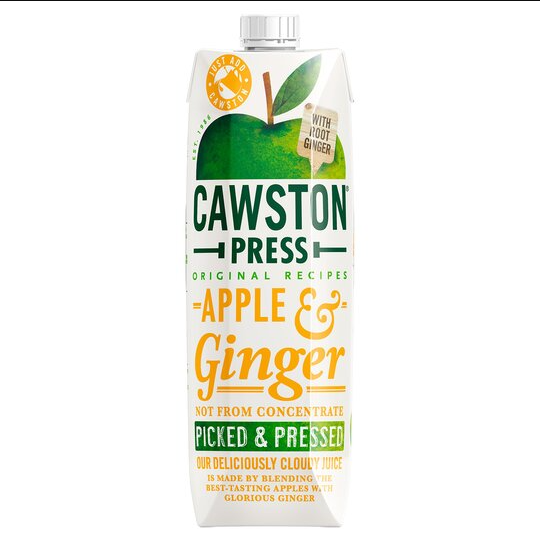 JUST ADD
CAWSTON
EST. 1986
WITH
ROOT
GINGER
CAWSTON®
PRESS
ORIGINAL RECIPES
APPLE &
Ginger
NOT FROM CONCENTRATE
PICKED & PRESSED
OUR DELICIOUSLY CLOUDY JUICE
IS MADE BY BLENDING THE
BEST-TASTING APPLES WITH
GLORIOUS GINGER